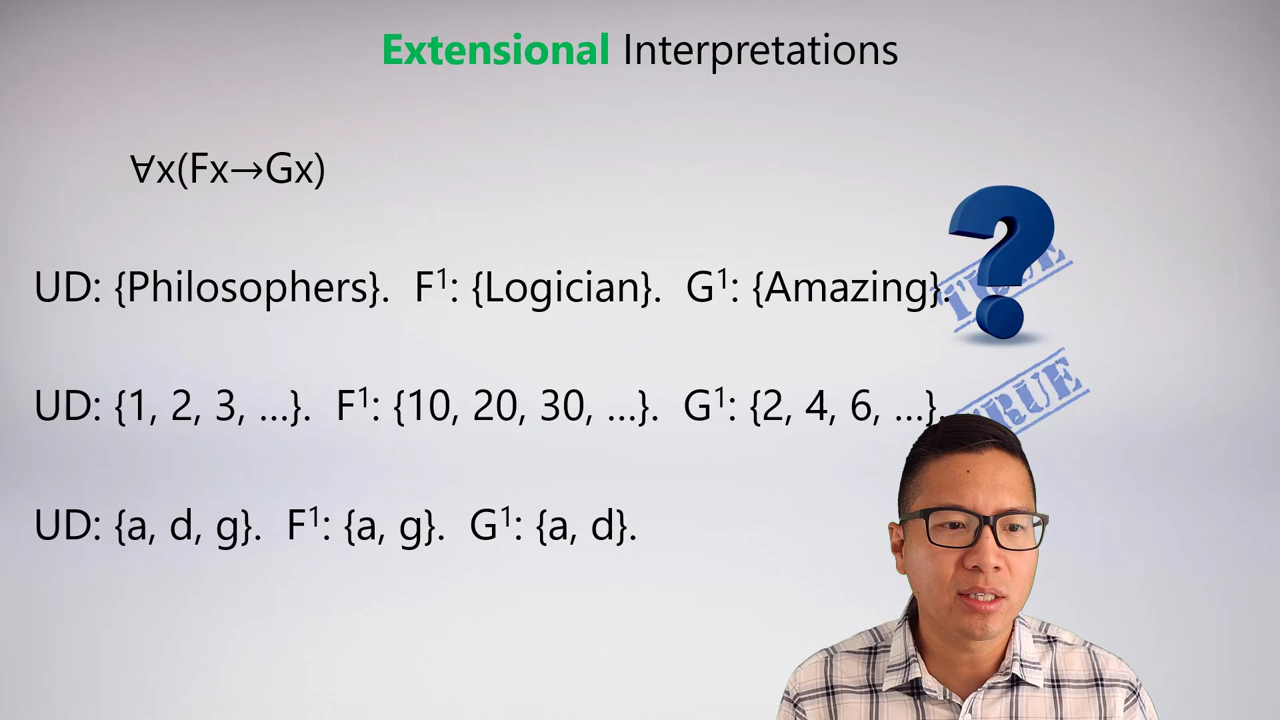 Extensional Interpretations
∀x(Fx→Gx)
UD: {Philosophers}. F¹: {Logician}. G¹: {Amazing}.
UD: {1, 2, 3, ...}. F¹: {10, 20, 30, ...}. G¹: {2, 4, 6, ...}.
UD: {a, d, g}. F¹: {a, g}. G¹: {a, d}.